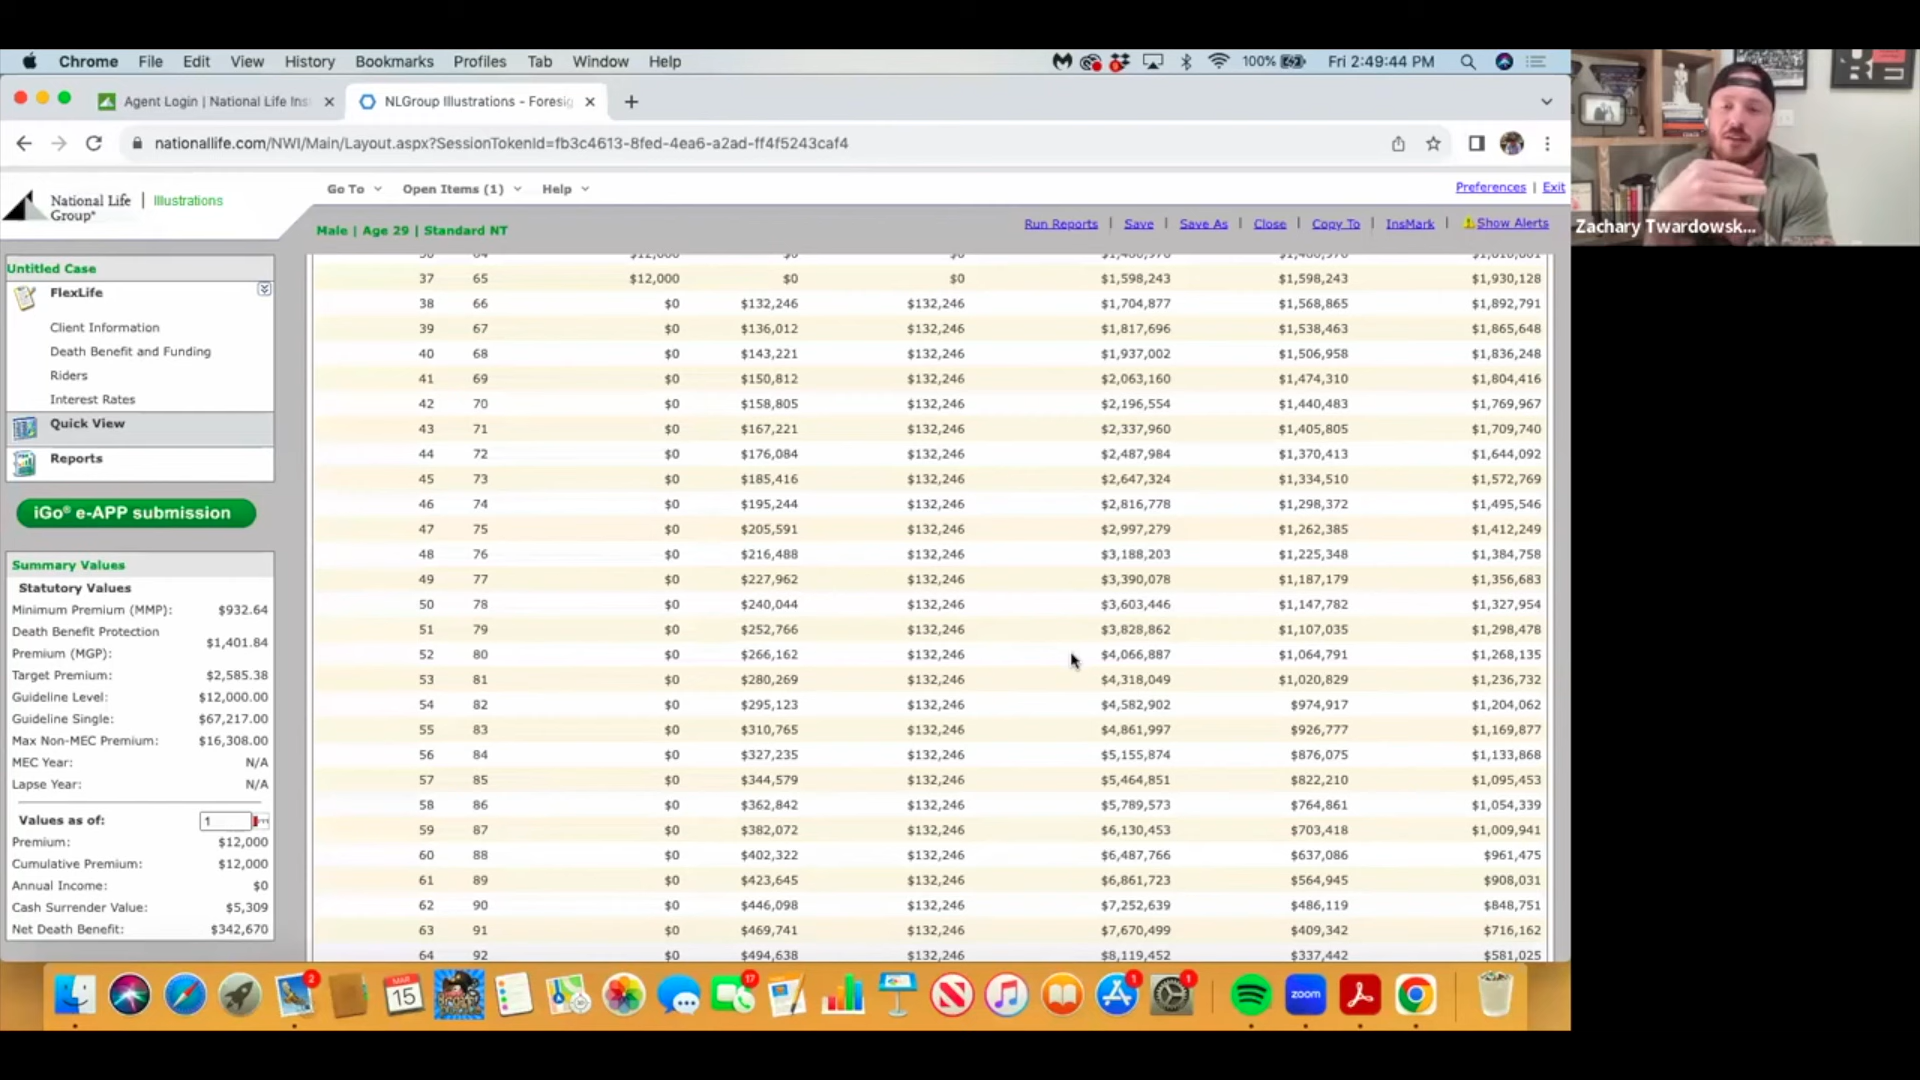 Chrome File Edit View History Bookmarks Profiles Tab Window Help 100% Fri 2:49:44 PM
Agent Login | National Life Ins
NLGroup Illustrations - Foresig
nationallife.com/NWI/Main/Layout.aspx?SessionTokenId=fb3c4613-8fed-4ea6-a2ad-ff4f5243caf4
National Life Group® | Illustrations
Go To Open Items (1) Help
Preferences | Exit
Male | Age 29 | Standard NT
Run Reports | Save | Save As | Close | Copy To | InsMark | Show Alerts
Zachary Twardowsk...
Untitled Case
FlexLife
Client Information
Death Benefit and Funding
Riders
Interest Rates
Quick View
Reports
iGo® e-APP submission
Summary Values
Statutory Values
Minimum Premium (MMP): $932.64
Death Benefit Protection
Premium (MGP): $1,401.84
Target Premium: $2,585.38
Guideline Level: $12,000.00
Guideline Single: $67,217.00
Max Non-MEC Premium: $16,308.00
MEC Year: N/A
Lapse Year: N/A
Values as of: 1
Premium: $12,000
Cumulative Premium: $12,000
Annual Income: $0
Cash Surrender Value: $5,309
Net Death Benefit: $342,670
37 65 $12,000 $0 $0 $1,598,243 $1,598,243 $1,930,128
38 66 $0 $132,246 $132,246 $1,704,877 $1,568,865 $1,892,791
39 67 $0 $136,012 $132,246 $1,817,696 $1,538,463 $1,865,648
40 68 $0 $143,221 $132,246 $1,937,002 $1,506,958 $1,836,248
41 69 $0 $150,812 $132,246 $2,063,160 $1,474,310 $1,804,416
42 70 $0 $158,805 $132,246 $2,196,554 $1,440,483 $1,769,967
43 71 $0 $167,221 $132,246 $2,337,960 $1,405,805 $1,709,740
44 72 $0 $176,084 $132,246 $2,487,984 $1,370,413 $1,644,092
45 73 $0 $185,416 $132,246 $2,647,324 $1,334,510 $1,572,769
46 74 $0 $195,244 $132,246 $2,816,778 $1,298,372 $1,495,546
47 75 $0 $205,591 $132,246 $2,997,279 $1,262,385 $1,412,249
48 76 $0 $216,488 $132,246 $3,188,203 $1,225,348 $1,384,758
49 77 $0 $227,962 $132,246 $3,390,078 $1,187,179 $1,356,683
50 78 $0 $240,044 $132,246 $3,603,446 $1,147,782 $1,327,954
51 79 $0 $252,766 $132,246 $3,828,862 $1,107,035 $1,298,478
52 80 $0 $266,162 $132,246 $4,066,887 $1,064,791 $1,268,135
53 81 $0 $280,269 $132,246 $4,318,049 $1,020,829 $1,236,732
54 82 $0 $295,123 $132,246 $4,582,902 $974,917 $1,204,062
55 83 $0 $310,765 $132,246 $4,861,997 $926,777 $1,169,877
56 84 $0 $327,235 $132,246 $5,155,874 $876,075 $1,133,868
57 85 $0 $344,579 $132,246 $5,464,851 $822,210 $1,095,453
58 86 $0 $362,842 $132,246 $5,789,573 $764,861 $1,054,339
59 87 $0 $382,072 $132,246 $6,130,453 $703,418 $1,009,941
60 88 $0 $402,322 $132,246 $6,487,766 $637,086 $961,475
61 89 $0 $423,645 $132,246 $6,861,723 $564,945 $908,031
62 90 $0 $446,098 $132,246 $7,252,639 $486,119 $848,751
63 91 $0 $469,741 $132,246 $7,670,499 $409,342 $716,162
64 92 $0 $494,638 $132,246 $8,119,452 $337,442 $581,025
2 MAR 15 17 zoom 1 1